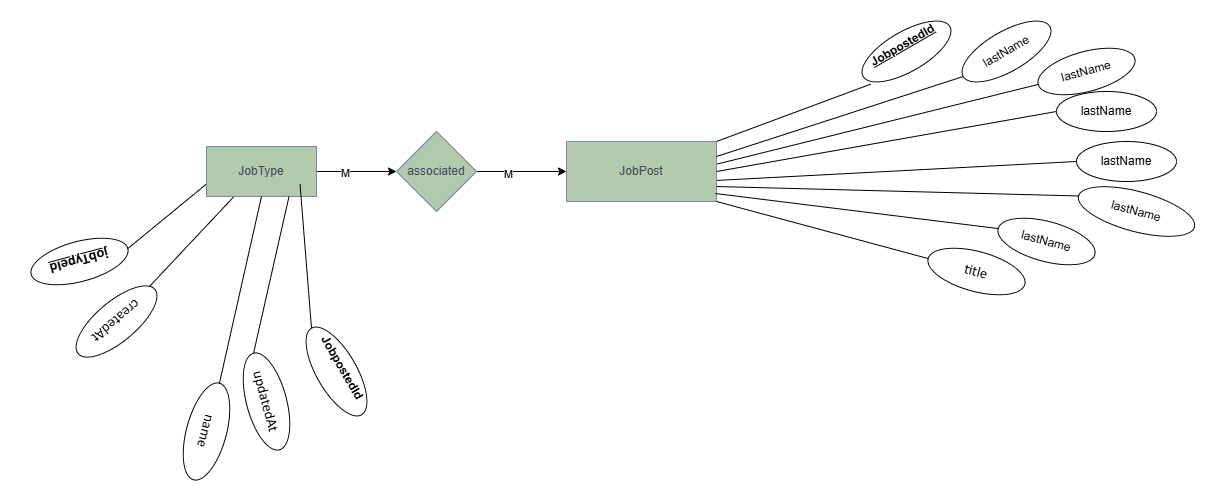 JobpostedId
lastName
lastName
lastName
lastName
lastName
lastName
title
JobType
M
associated
M
JobPost
jobTypeId
createdAt
name
updatedAt
JobpostedId